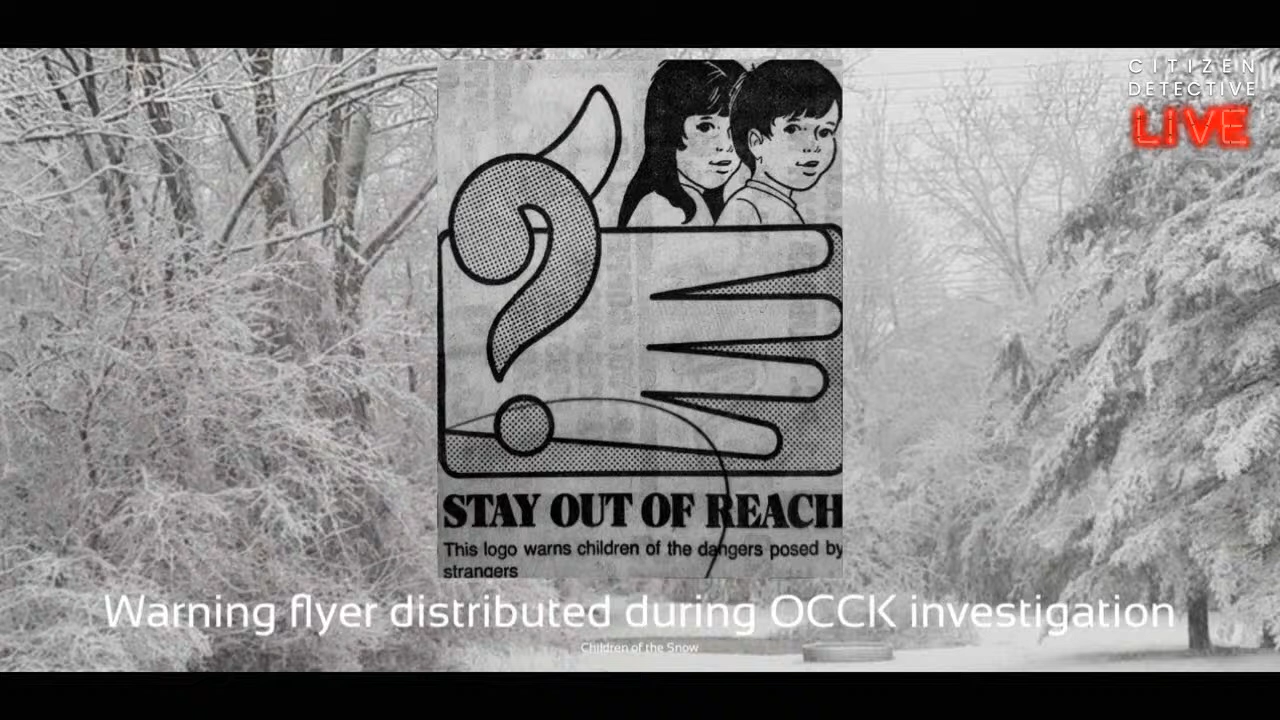 CITIZEN
DETECTIVE
LIVE
STAY OUT OF REACH
This logo warns children of the dangers posed by
strangers
Warning flyer distributed during OCCK investigation
Children of the Snow